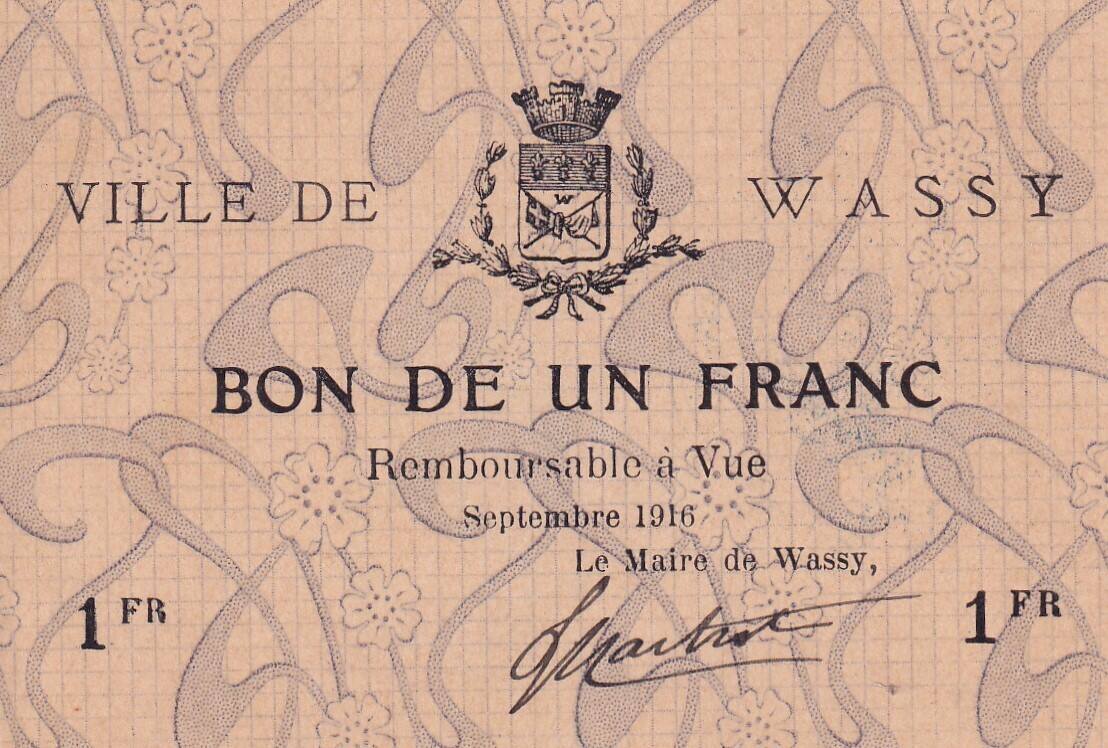 VILLE DE WASSY
W
BON DE UN FRANC
Remboursable à Vue
Septembre 1916
Le Maire de Wassy,
1 FR 1 FR